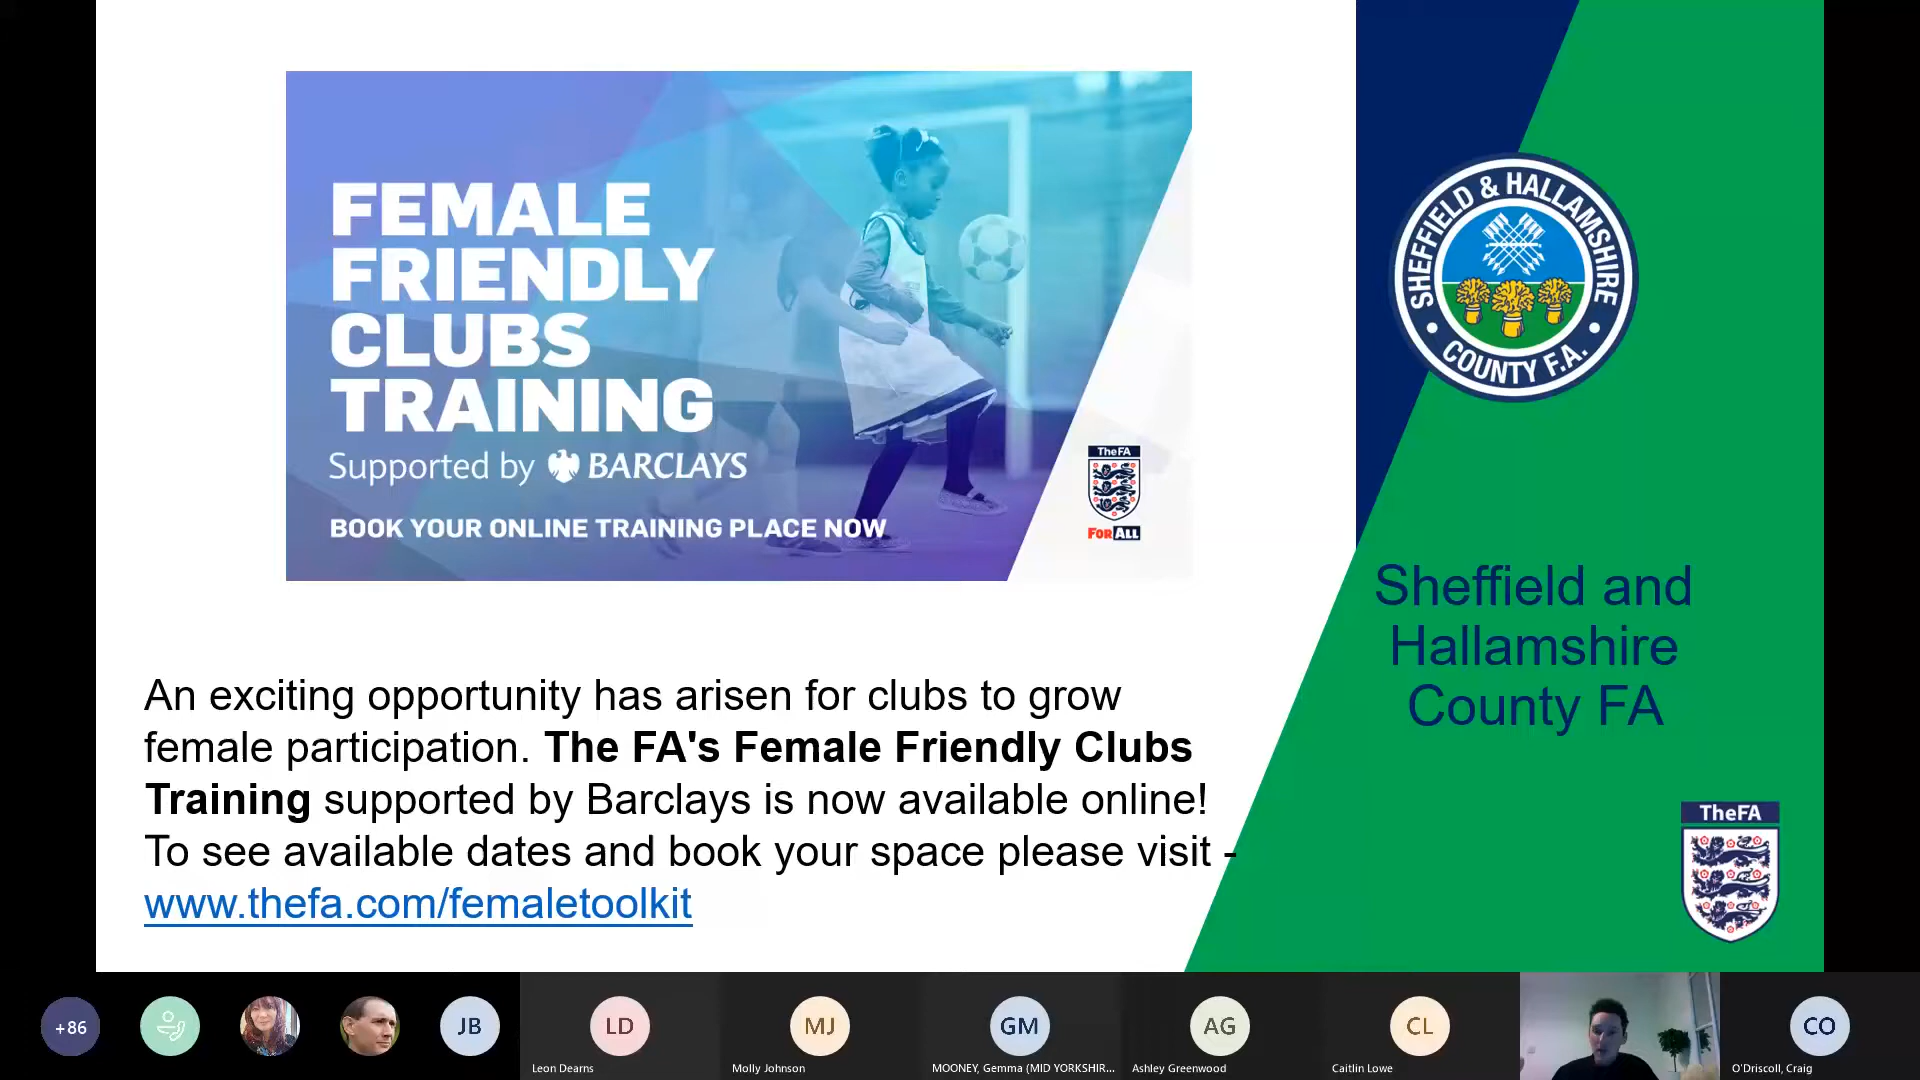 FEMALE
FRIENDLY
CLUBS
TRAINING
Supported by BARCLAYS
BOOK YOUR ONLINE TRAINING PLACE NOW
TheFA
FOR ALL
SHEFFIELD & HALLAMSHIRE
COUNTY F.A.
Sheffield and
Hallamshire
County FA
An exciting opportunity has arisen for clubs to grow
female participation. The FA's Female Friendly Clubs
Training supported by Barclays is now available online!
To see available dates and book your space please visit -
www.thefa.com/femaletoolkit
TheFA
+86
JB
LD
MJ
GM
AG
CL
CO
Leon Dearns
Molly Johnson
MOONEY, Gemma (MID YORKSHIR...
Ashley Greenwood
Caitlin Lowe
O'Driscoll, Craig